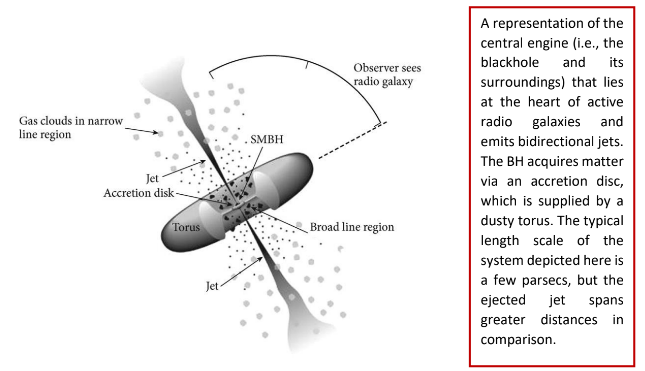 Observer sees
radio galaxy
Gas clouds in narrow
line region
SMBH
Jet
Accretion disk
Torus
Broad line region
Jet
A representation of the
central engine (i.e., the
blackhole and its
surroundings) that lies
at the heart of active
radio galaxies and
emits bidirectional jets.
The BH acquires matter
via an accretion disc,
which is supplied by a
dusty torus. The typical
length scale of the
system depicted here is
a few parsecs, but the
ejected jet spans
greater distances in
comparison.